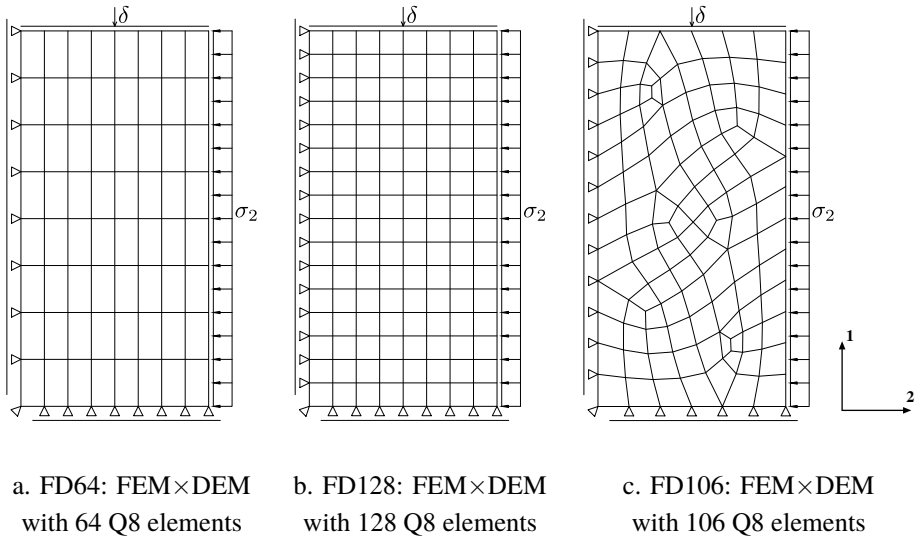 δ
δ
δ
σ₂
σ₂
σ₂
1
2
a. FD64: FEM×DEM
with 64 Q8 elements
b. FD128: FEM×DEM
with 128 Q8 elements
c. FD106: FEM×DEM
with 106 Q8 elements